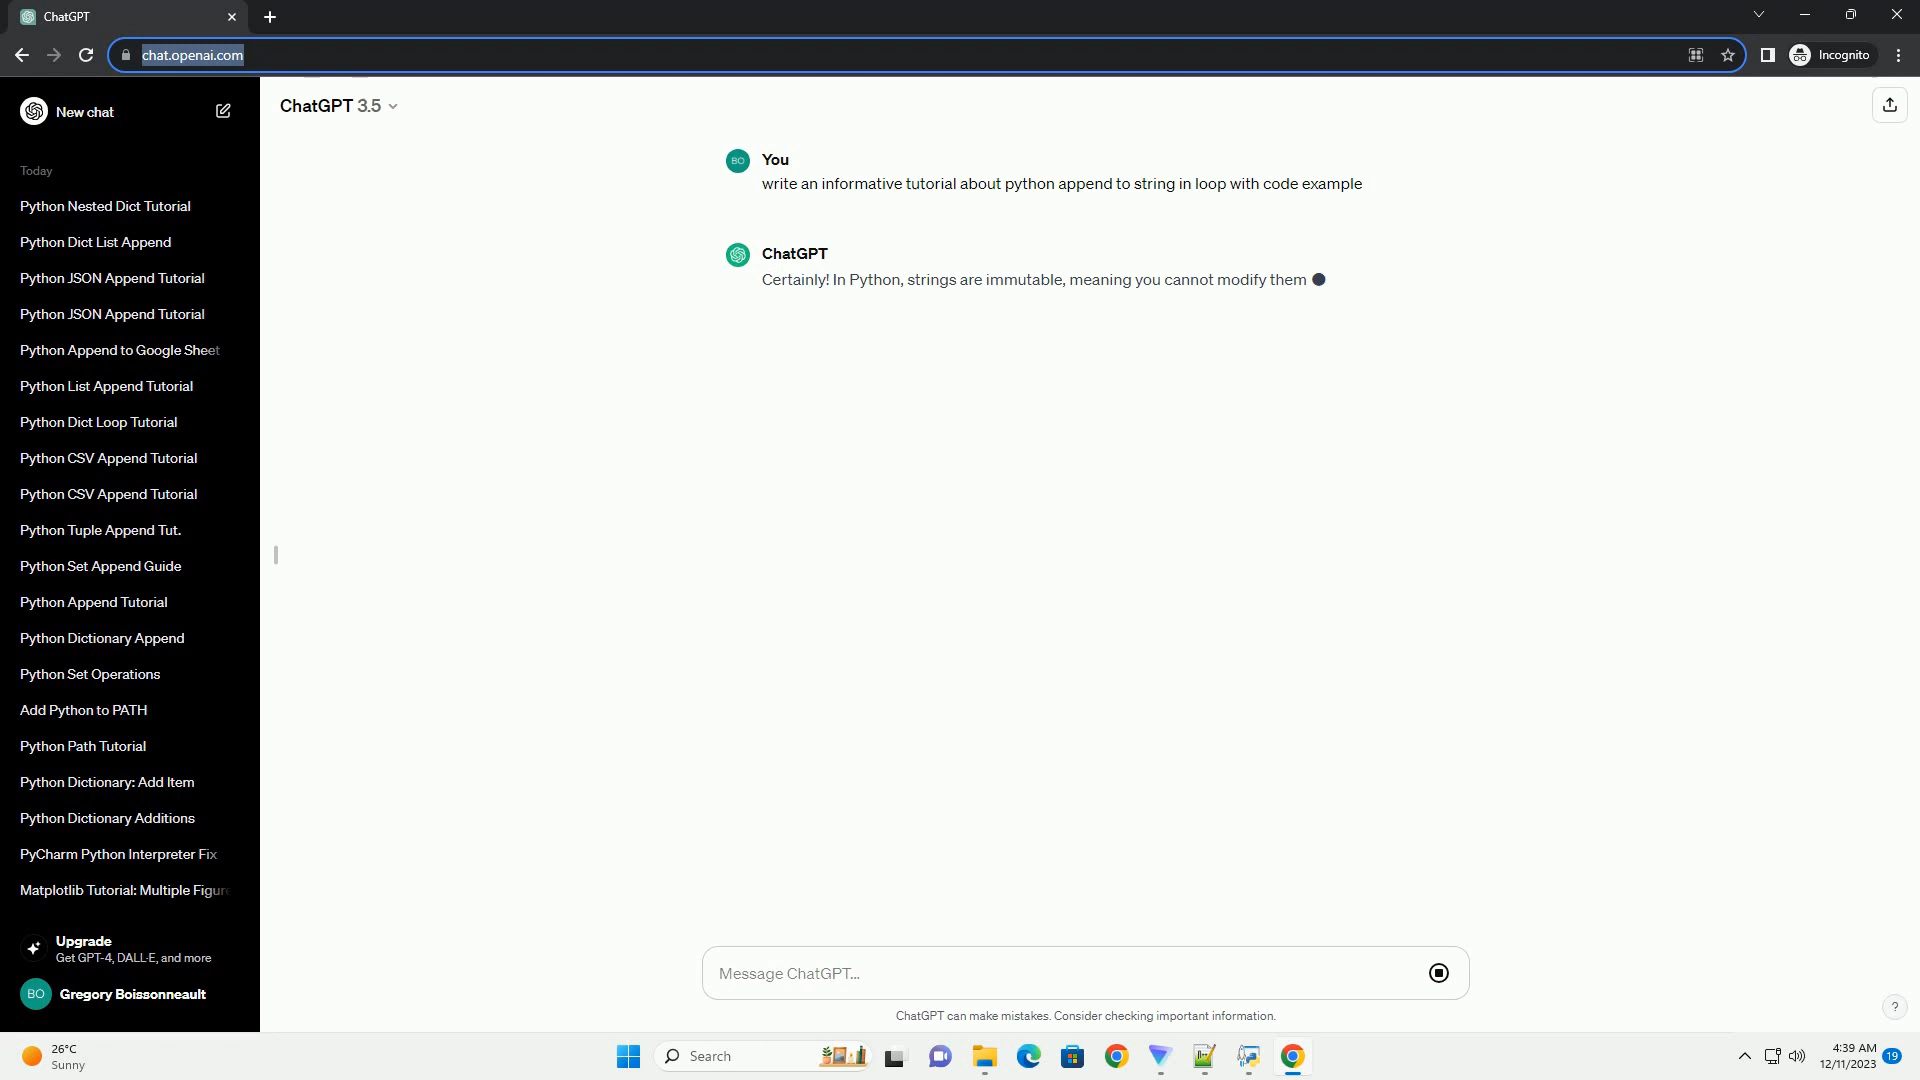 ChatGPT
chat.openai.com
Incognito
New chat
Today
Python Nested Dict Tutorial
Python Dict List Append
Python JSON Append Tutorial
Python JSON Append Tutorial
Python Append to Google Sheet
Python List Append Tutorial
Python Dict Loop Tutorial
Python CSV Append Tutorial
Python CSV Append Tutorial
Python Tuple Append Tut.
Python Set Append Guide
Python Append Tutorial
Python Dictionary Append
Python Set Operations
Add Python to PATH
Python Path Tutorial
Python Dictionary: Add Item
Python Dictionary Additions
PyCharm Python Interpreter Fix
Matplotlib Tutorial: Multiple Figure
Upgrade
Get GPT-4, DALL·E, and more
BO
Gregory Boissonneault
ChatGPT 3.5
BO
You
write an informative tutorial about python append to string in loop with code example
ChatGPT
Certainly! In Python, strings are immutable, meaning you cannot modify them
Message ChatGPT...
ChatGPT can make mistakes. Consider checking important information.
?
26°C
Sunny
Search
4:39 AM
12/11/2023
19